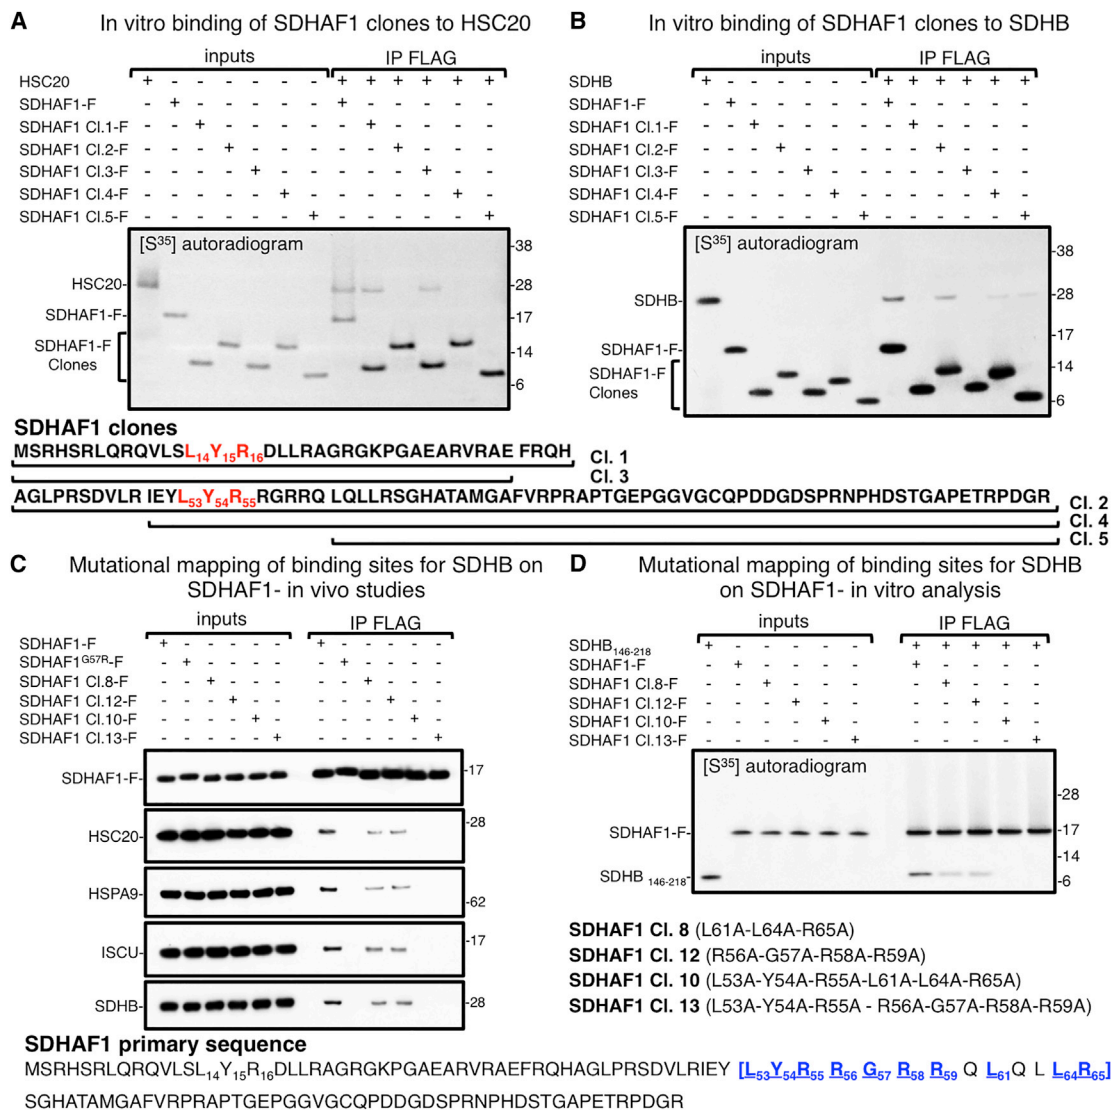 A In vitro binding of SDHAF1 clones to HSC20
inputs IP FLAG
HSC20 + - - - - - - + + + + + +
SDHAF1-F - + - - - - - + - - - - -
SDHAF1 Cl.1-F - - + - - - - - + - - - -
SDHAF1 Cl.2-F - - - + - - - - - + - - -
SDHAF1 Cl.3-F - - - - + - - - - - + - -
SDHAF1 Cl.4-F - - - - - + - - - - - + -
SDHAF1 Cl.5-F - - - - - - + - - - - - +
[S35] autoradiogram
-38
HSC20- -28
SDHAF1-F- -17
SDHAF1-F -14
Clones
-6
B In vitro binding of SDHAF1 clones to SDHB
inputs IP FLAG
SDHB + - - - - - - + + + + + +
SDHAF1-F - + - - - - - + - - - - -
SDHAF1 Cl.1-F - - + - - - - - + - - - -
SDHAF1 Cl.2-F - - - + - - - - - + - - -
SDHAF1 Cl.3-F - - - - + - - - - - + - -
SDHAF1 Cl.4-F - - - - - + - - - - - + -
SDHAF1 Cl.5-F - - - - - - + - - - - - +
[S35] autoradiogram
-38
SDHB- -28
-17
SDHAF1-F-
SDHAF1-F -14
Clones -6
SDHAF1 clones
MSRHSRLQRQVLSL14Y15R16DLLRAGRGKPGAEARVRAE FRQH
Cl. 1
Cl. 3
AGLPRSDVLR IEYL53Y54R55RGRRQ LQLLRSGHATAMGAFVRPRAPTGEPGGVGCQPDDGDSPRNPHDSTGAPETRPDGR
Cl. 2
Cl. 4
Cl. 5
C Mutational mapping of binding sites for SDHB on
SDHAF1- in vivo studies
inputs IP FLAG
SDHAF1-F + - - - - - + - - - - -
SDHAF1G57R-F - + - - - - - + - - - -
SDHAF1 Cl.8-F - - + - - - - - + - - -
SDHAF1 Cl.12-F - - - + - - - - - + - -
SDHAF1 Cl.10-F - - - - + - - - - - + -
SDHAF1 Cl.13-F - - - - - + - - - - - +
SDHAF1-F- -17
-28
HSC20-
HSPA9-
-62
-17
ISCU-
SDHB- -28
D Mutational mapping of binding sites for SDHB
on SDHAF1- in vitro analysis
inputs IP FLAG
SDHB146-218 + - - - - - + + + + +
SDHAF1-F - + - - - - + - - - -
SDHAF1 Cl.8-F - - + - - - - + - - -
SDHAF1 Cl.12-F - - - + - - - - + - -
SDHAF1 Cl.10-F - - - - + - - - - + -
SDHAF1 Cl.13-F - - - - - + - - - - +
[S35] autoradiogram
-28
SDHAF1-F- -17
-14
SDHB 146-218- -6
SDHAF1 Cl. 8 (L61A-L64A-R65A)
SDHAF1 Cl. 12 (R56A-G57A-R58A-R59A)
SDHAF1 Cl. 10 (L53A-Y54A-R55A-L61A-L64A-R65A)
SDHAF1 Cl. 13 (L53A-Y54A-R55A - R56A-G57A-R58A-R59A)
SDHAF1 primary sequence
MSRHSRLQRQVLSL14Y15R16DLLRAGRGKPGAEARVRAEFRQHAGLPRSDVLRIEY [L53Y54R55 R56 G57 R58 R59 Q L61Q L L64R65]
SGHATAMGAFVRPRAPTGEPGGVGCQPDDGDSPRNPHDSTGAPETRPDGR